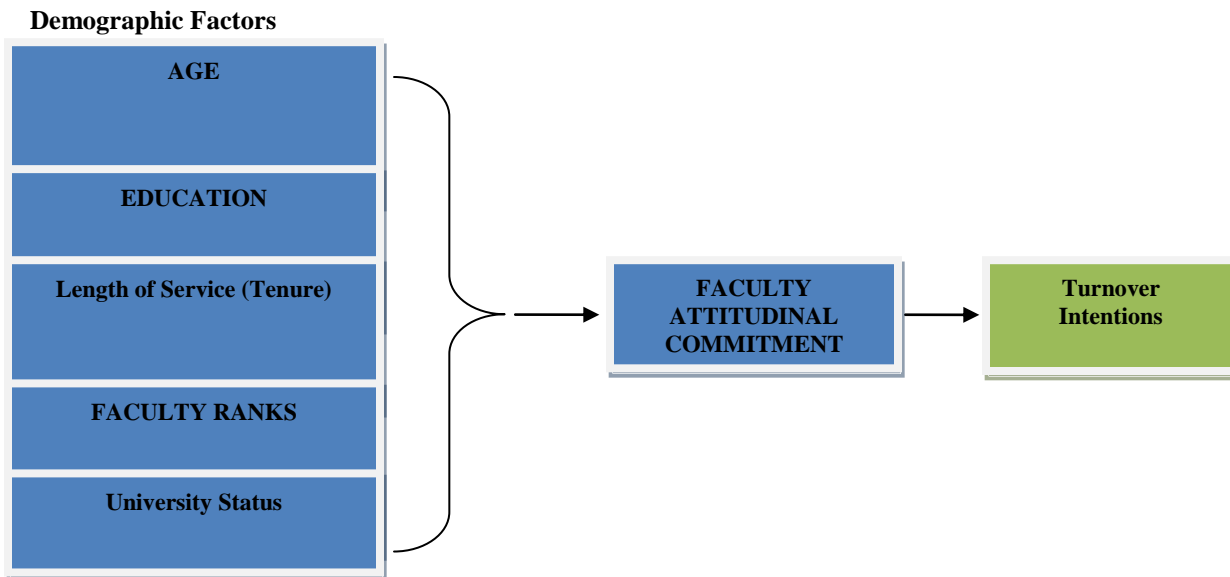 Demographic Factors
AGE
EDUCATION
Length of Service (Tenure)
FACULTY RANKS
University Status
FACULTY
ATTITUDINAL
COMMITMENT
Turnover
Intentions